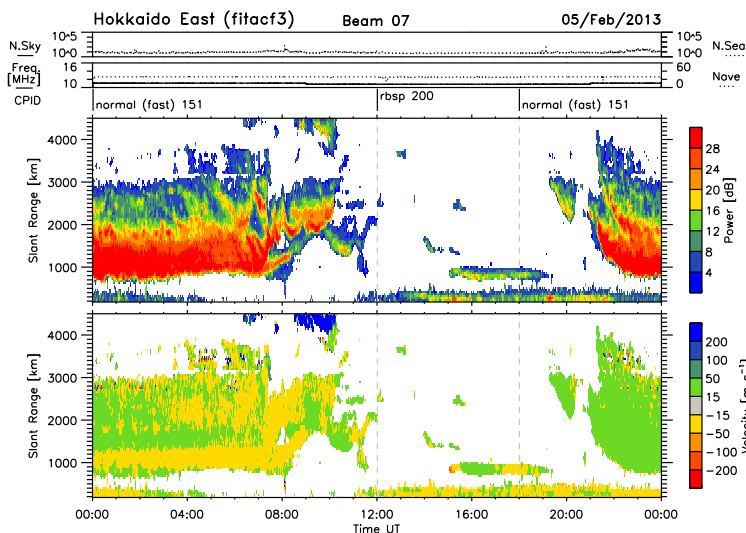 Hokkaido East (fitacf3) Beam 07 05/Feb/2013
N.Sky 10^5 10^0 10^5 10^0 N.Sea
Freq. [MHz] 16 10 60 0 Nave
CPID normal (fast) 151 rbsp 200 normal (fast) 151
Slant Range [km] 4000 3000 2000 1000
Power [dB] 28 24 20 16 12 8 4
Slant Range [km] 4000 3000 2000 1000
Velocity [m s^-1] 200 100 50 15 -15 -50 -100 -200
00:00 04:00 08:00 12:00 16:00 20:00 00:00
Time UT